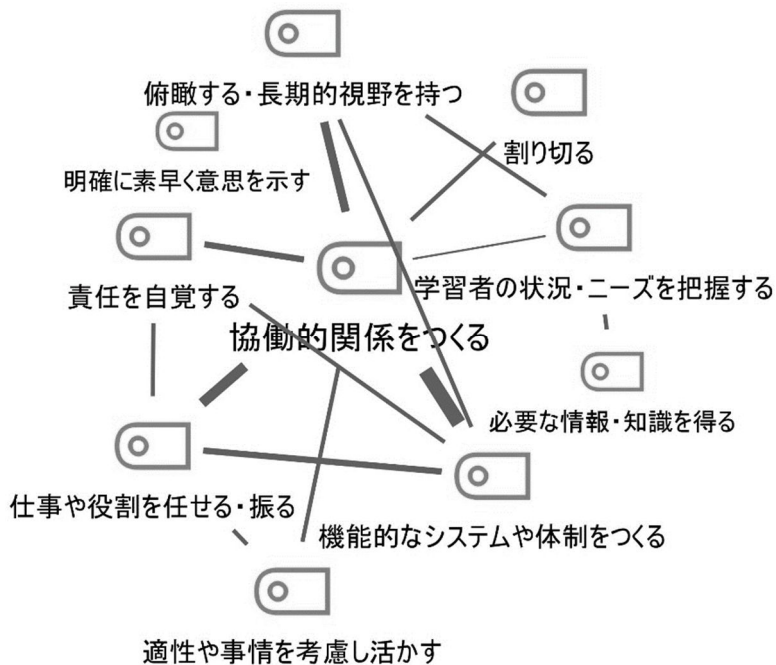 俯瞰する・長期的視野を持つ
割り切る
明確に素早く意思を示す
学習者の状況・ニーズを把握する
責任を自覚する
協働的関係をつくる
必要な情報・知識を得る
仕事や役割を任せる・振る
機能的なシステムや体制をつくる
適性や事情を考慮し活かす